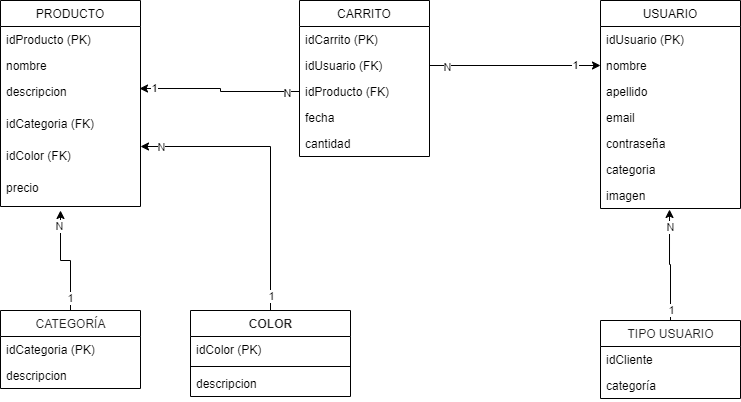 PRODUCTO
idProducto (PK)
nombre
descripcion
idCategoria (FK)
idColor (FK)
precio
CARRITO
idCarrito (PK)
idUsuario (FK)
idProducto (FK)
fecha
cantidad
USUARIO
idUsuario (PK)
nombre
apellido
email
contraseña
categoria
imagen
1
N
N
1
N
1
N
1
N
1
CATEGORÍA
idCategoria (PK)
descripcion
COLOR
idColor (PK)
descripcion
TIPO USUARIO
idCliente
categoría